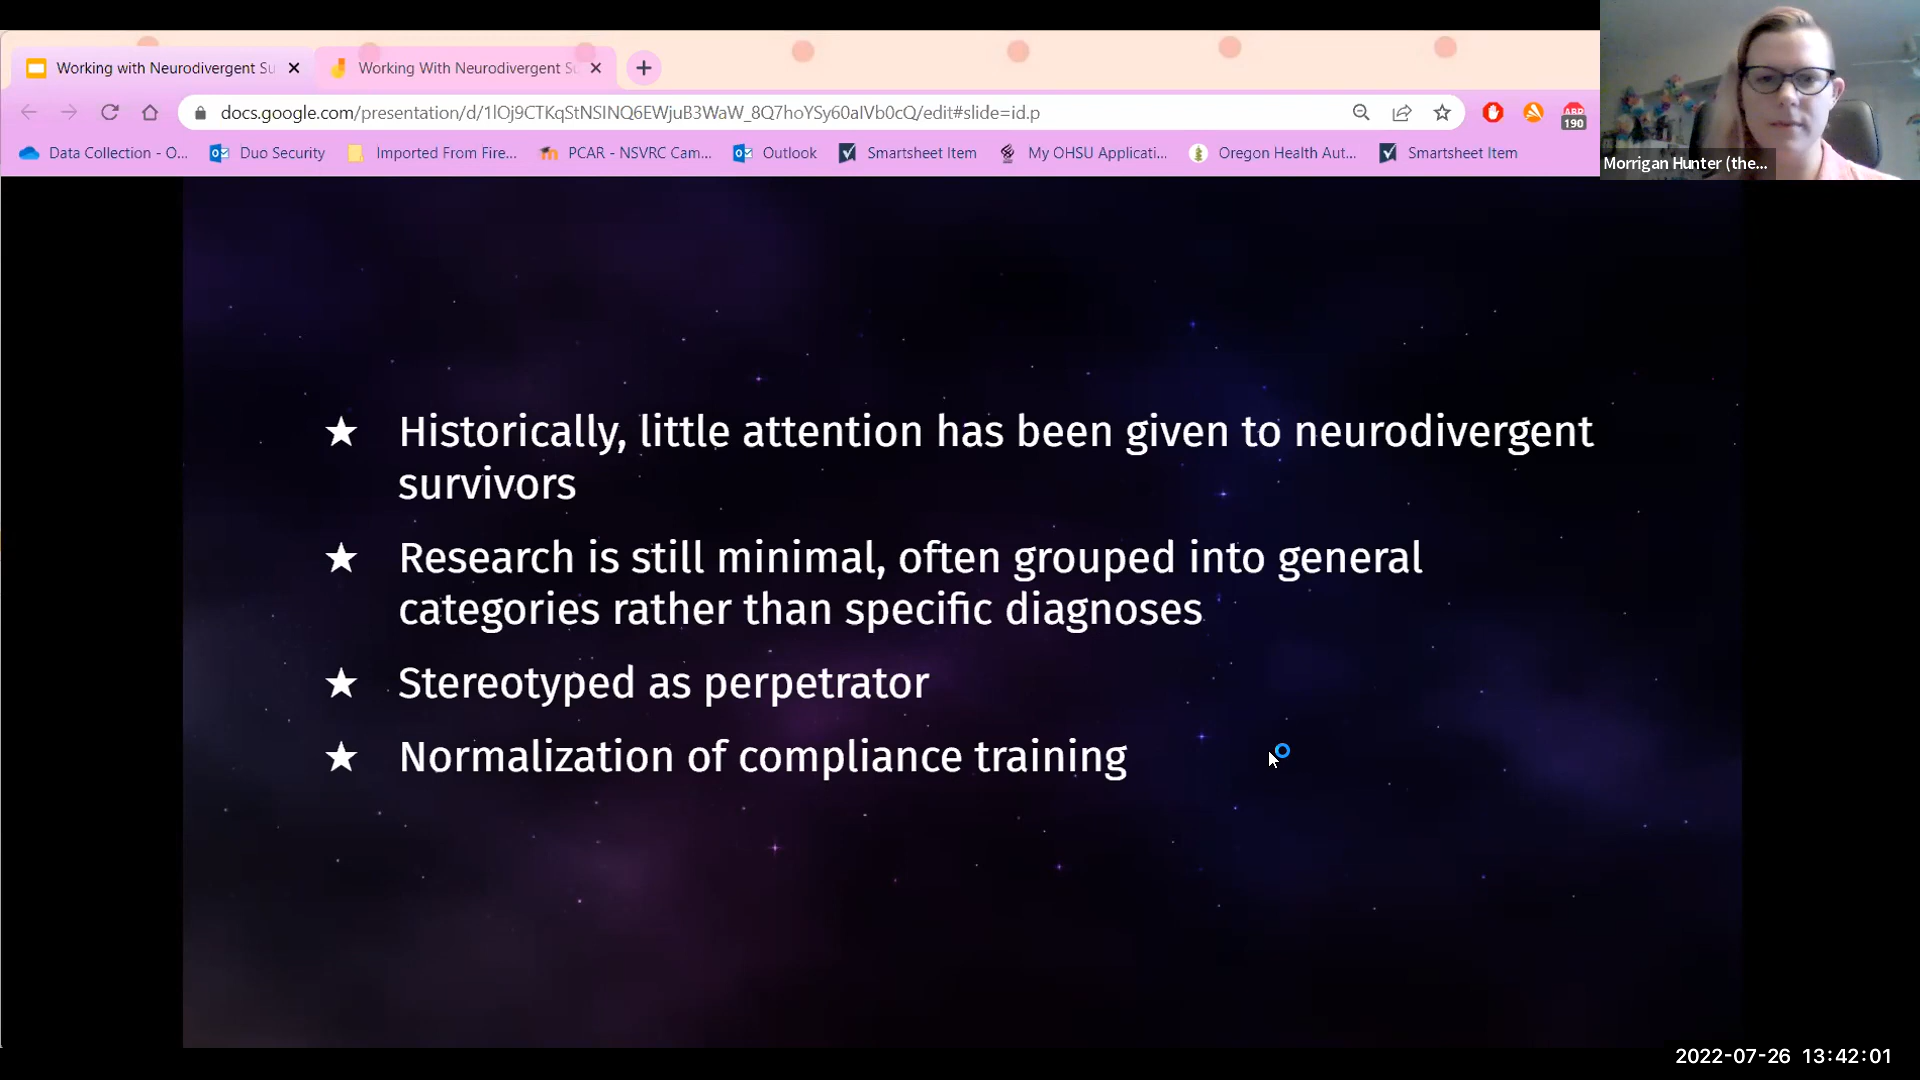 Working with Neurodivergent Su
Working With Neurodivergent S
docs.google.com/presentation/d/1lOj9CTKqStNSINQ6EWjuB3WaW_8Q7hoYSy60aIVb0cQ/edit#slide=id.p
ABP
190
Data Collection - O...
Duo Security
Imported From Fire...
PCAR - NSVRC Cam...
Outlook
Smartsheet Item
My OHSU Applicati...
Oregon Health Aut...
Smartsheet Item
Morrigan Hunter (the...
★ Historically, little attention has been given to neurodivergent
survivors
★ Research is still minimal, often grouped into general
categories rather than specific diagnoses
★ Stereotyped as perpetrator
★ Normalization of compliance training
2022-07-26 13:42:01